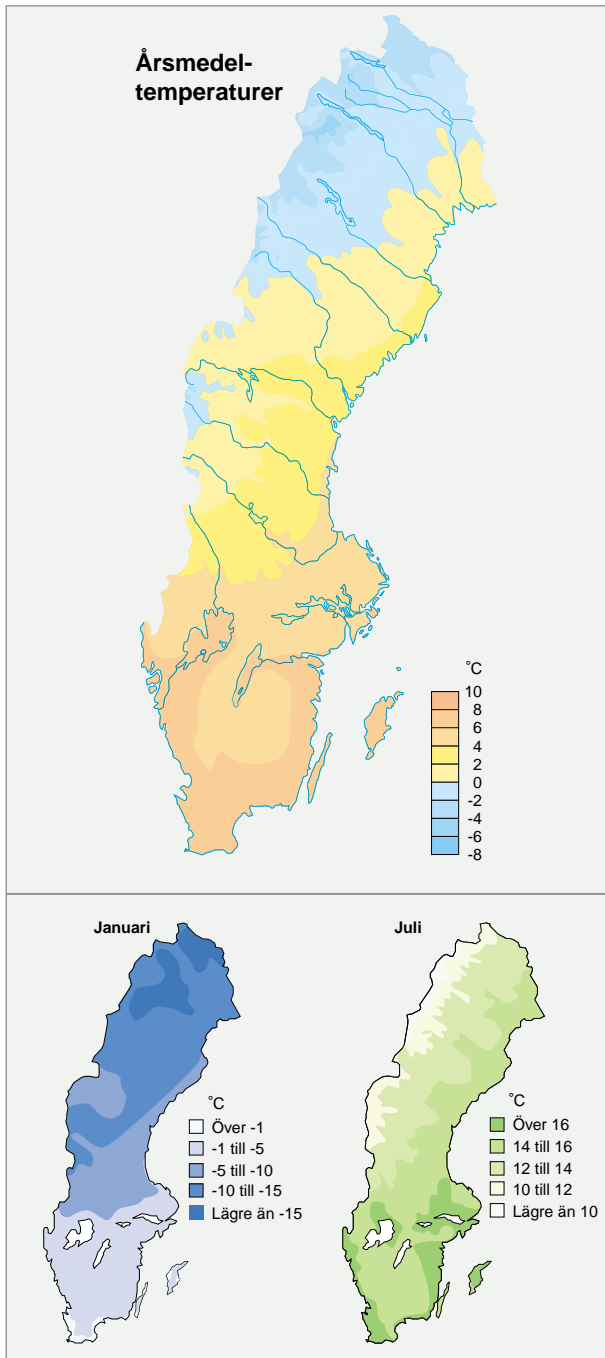 Årsmedel-
temperaturer
°C
10
8
6
4
2
0
-2
-4
-6
-8
Januari
°C
Över -1
-1 till -5
-5 till -10
-10 till -15
Lägre än -15
Juli
°C
Över 16
14 till 16
12 till 14
10 till 12
Lägre än 10